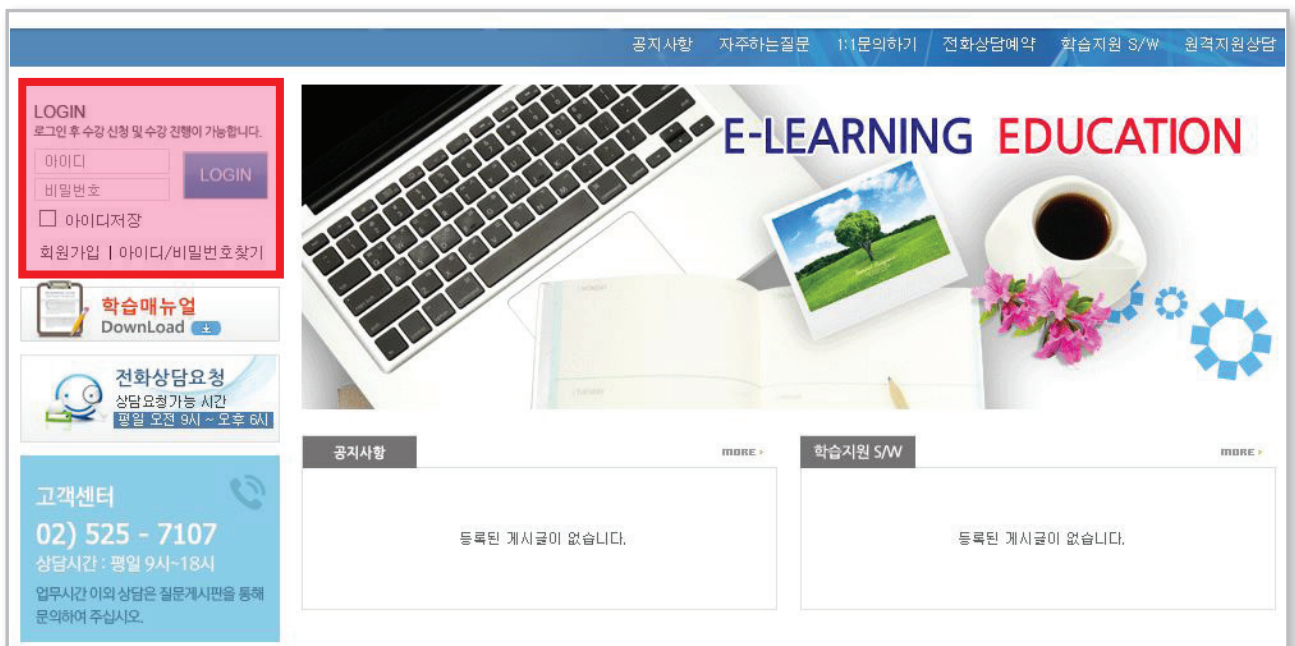 공지사항 자주하는질문 1:1문의하기 전화상담예약 학습지원 S/W 원격지원상담
LOGIN
로그인 후 수강 신청 및 수강 진행이 가능합니다.
아이디
비밀번호
LOGIN
아이디저장
회원가입 | 아이디/비밀번호찾기
학습매뉴얼
DownLoad
전화상담요청
상담요청가능 시간
평일 오전 9시 ~ 오후 6시
고객센터
02) 525 - 7107
상담시간 : 평일 9시~18시
업무시간 이외 상담은 질문게시판을 통해
문의하여 주십시오.
E-LEARNING EDUCATION
공지사항
MORE
등록된 게시글이 없습니다.
학습지원 S/W
MORE
등록된 게시글이 없습니다.